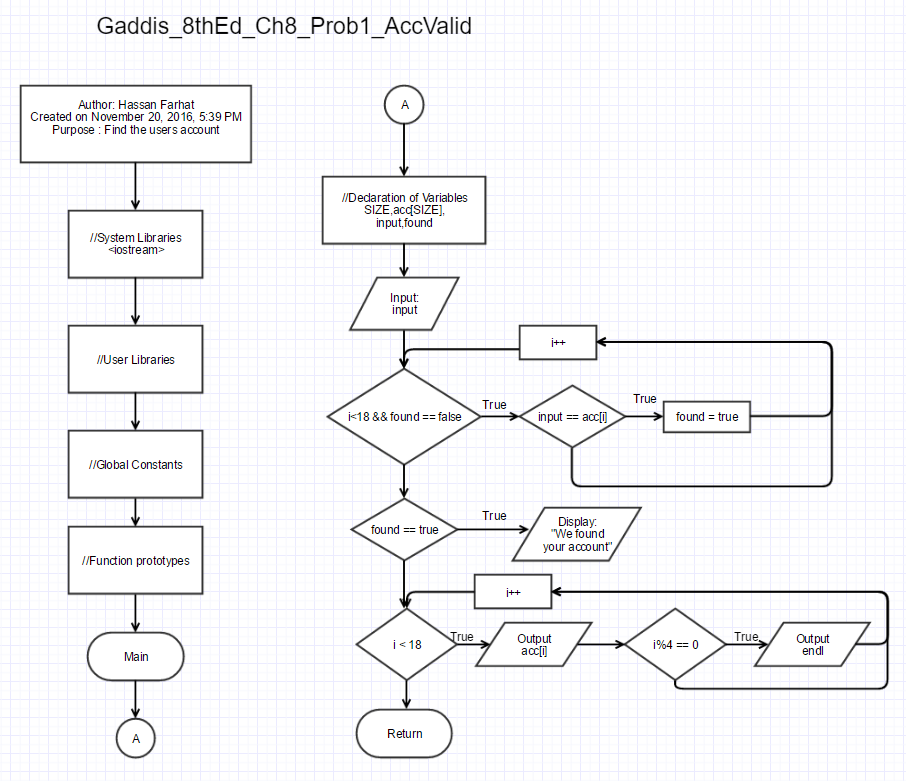 Gaddis_8thEd_Ch8_Prob1_AccValid
Author: Hassan Farhat
Created on November 20, 2016, 5:39 PM
Purpose : Find the users account
//System Libraries
<iostream>
//User Libraries
//Global Constants
//Function prototypes
Main
A
A
//Declaration of Variables
SIZE,acc[SIZE],
input,found
Input:
input
i++
i<18 && found == false
True
input == acc[i]
True
found = true
found == true
True
Display:
"We found
your account"
i++
i < 18
True
Output
acc[i]
i%4 == 0
True
Output
endl
Return